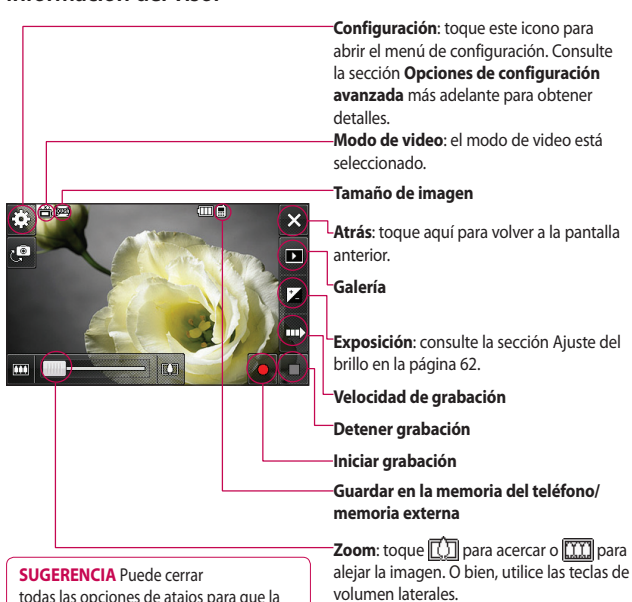 Información del Visor
Configuración: toque este icono para
abrir el menú de configuración. Consulte
la sección Opciones de configuración
avanzada más adelante para obtener
detalles.
Modo de video: el modo de video está
seleccionado.
Tamaño de imagen
Atrás: toque aquí para volver a la pantalla
anterior.
Galería
Exposición: consulte la sección Ajuste del
brillo en la página 62.
Velocidad de grabación
Detener grabación
Iniciar grabación
Guardar en la memoria del teléfono/
memoria externa
Zoom: toque para acercar o para
alejar la imagen. O bien, utilice las teclas de
volumen laterales.
SUGERENCIA Puede cerrar
todas las opciones de atajos para que la